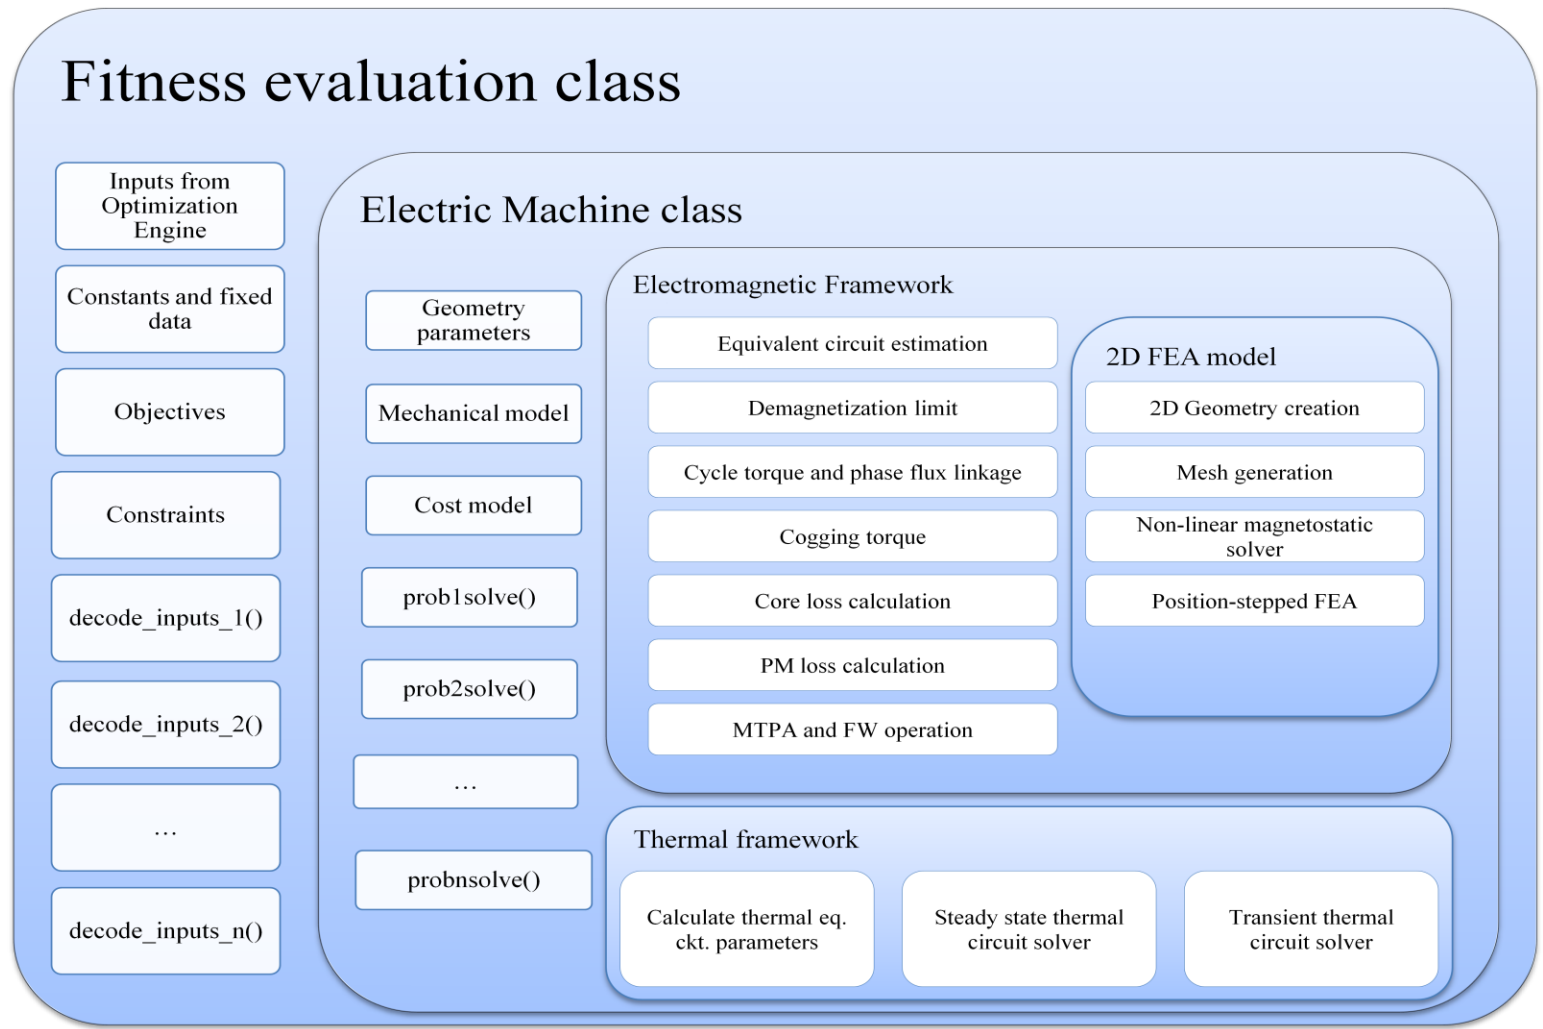 Fitness evaluation class
Inputs from
Optimization
Engine
Constants and fixed
data
Objectives
Constraints
decode_inputs_1()
decode_inputs_2()
...
decode_inputs_n()
Electric Machine class
Geometry
parameters
Mechanical model
Cost model
prob1solve()
prob2solve()
...
probnsolve()
Electromagnetic Framework
Equivalent circuit estimation
Demagnetization limit
Cycle torque and phase flux linkage
Cogging torque
Core loss calculation
PM loss calculation
MTPA and FW operation
2D FEA model
2D Geometry creation
Mesh generation
Non-linear magnetostatic
solver
Position-stepped FEA
Thermal framework
Calculate thermal eq.
ckt. parameters
Steady state thermal
circuit solver
Transient thermal
circuit solver